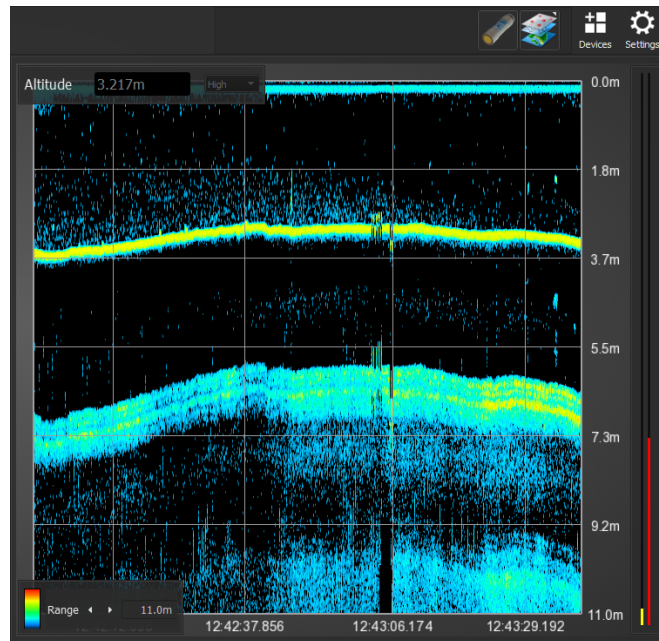 Devices
Settings
Altitude 3.217m High
0.0m
1.8m
3.7m
5.5m
7.3m
9.2m
Range 11.0m
11.0m
12:42:37.856 12:43:06.174 12:43:29.192